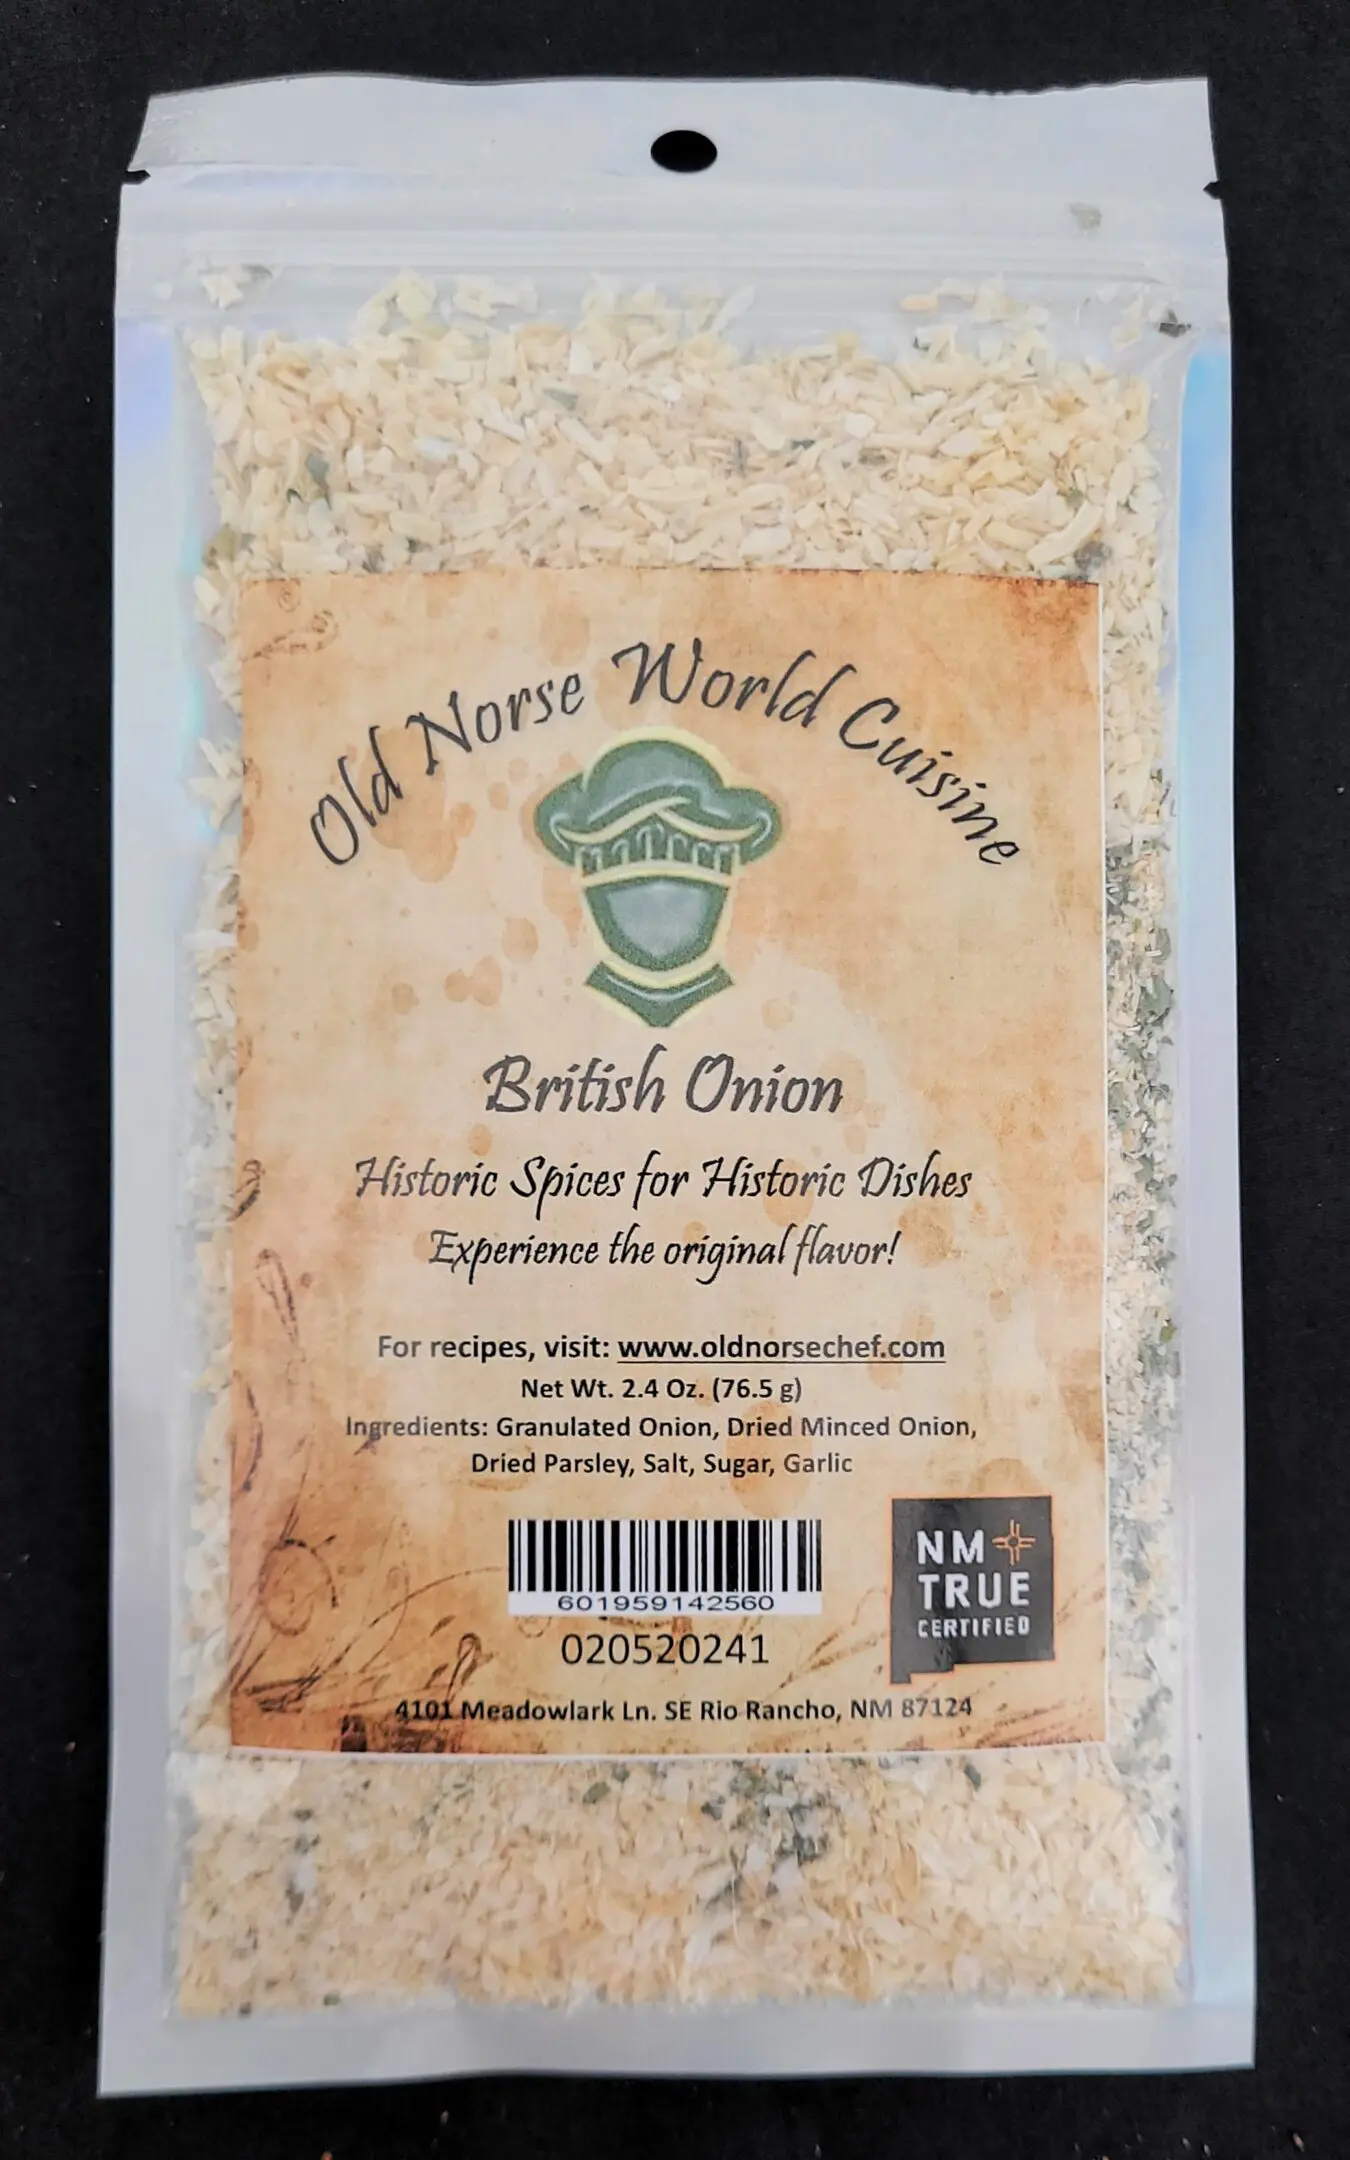 Old Norse World Cuisine
British Onion
Historic Spices for Historic Dishes
Experience the original flavor!
For recipes, visit: www.oldnorsechef.com
Net Wt. 2.4 Oz. (76.5 g)
Ingredients: Granulated Onion, Dried Minced Onion,
Dried Parsley, Salt, Sugar, Garlic
601959142560
020520241
NM
TRUE
CERTIFIED
4101 Meadowlark Ln. SE Rio Rancho, NM 87124